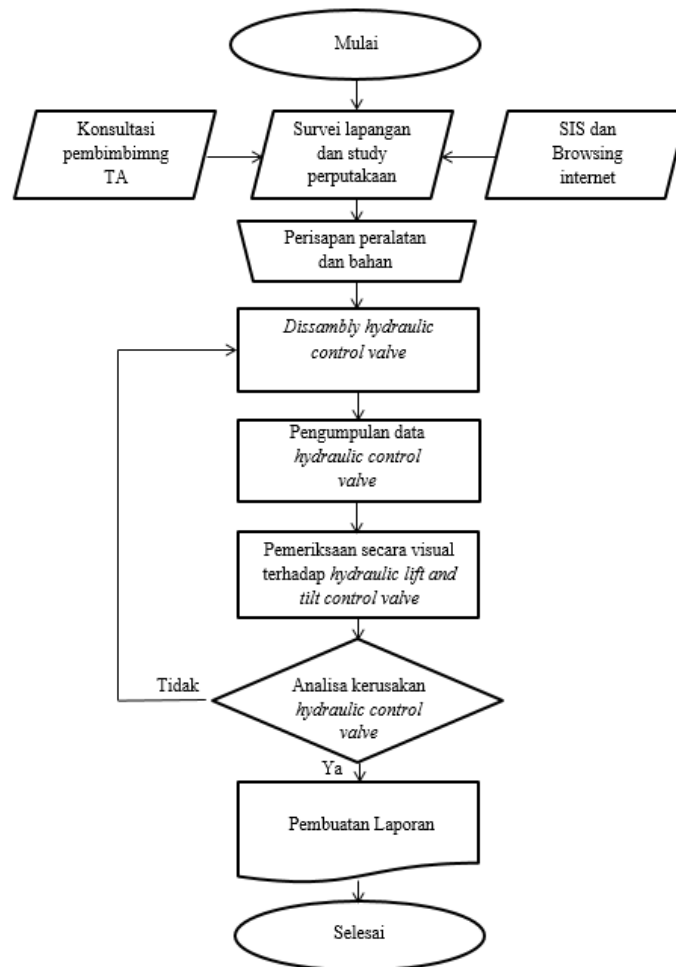 Mulai
Konsultasi
pembimbimng
TA
Survei lapangan
dan study
perputakaan
SIS dan
Browsing
internet
Perisapan peralatan
dan bahan
Dissambly hydraulic
control valve
Pengumpulan data
hydraulic control
valve
Pemeriksaan secara visual
terhadap hydraulic lift and
tilt control valve
Tidak
Analisa kerusakan
hydraulic control
valve
Ya
Pembuatan Laporan
Selesai